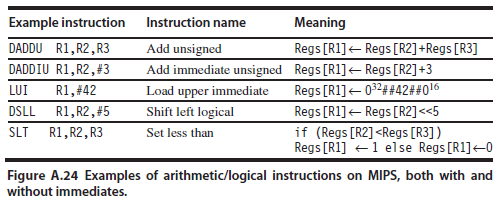 Example instruction Instruction name Meaning
DADDU R1,R2,R3 Add unsigned Regs[R1]← Regs[R2]+Regs[R3]
DADDIU R1,R2,#3 Add immediate unsigned Regs[R1]← Regs[R2]+3
LUI R1,#42 Load upper immediate Regs[R1]← 0³²##42##0¹⁶
DSLL R1,R2,#5 Shift left logical Regs[R1]← Regs[R2]<<5
SLT R1,R2,R3 Set less than if (Regs[R2]<Regs[R3])
Regs[R1] ← 1 else Regs[R1]←0
Figure A.24 Examples of arithmetic/logical instructions on MIPS, both with and
without immediates.